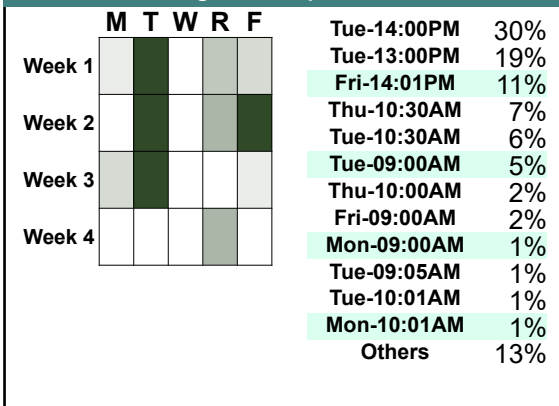 M T W R F
Week 1
Week 2
Week 3
Week 4
Tue-14:00PM 30%
Tue-13:00PM 19%
Fri-14:01PM 11%
Thu-10:30AM 7%
Tue-10:30AM 6%
Tue-09:00AM 5%
Thu-10:00AM 2%
Fri-09:00AM 2%
Mon-09:00AM 1%
Tue-09:05AM 1%
Tue-10:01AM 1%
Mon-10:01AM 1%
Others 13%